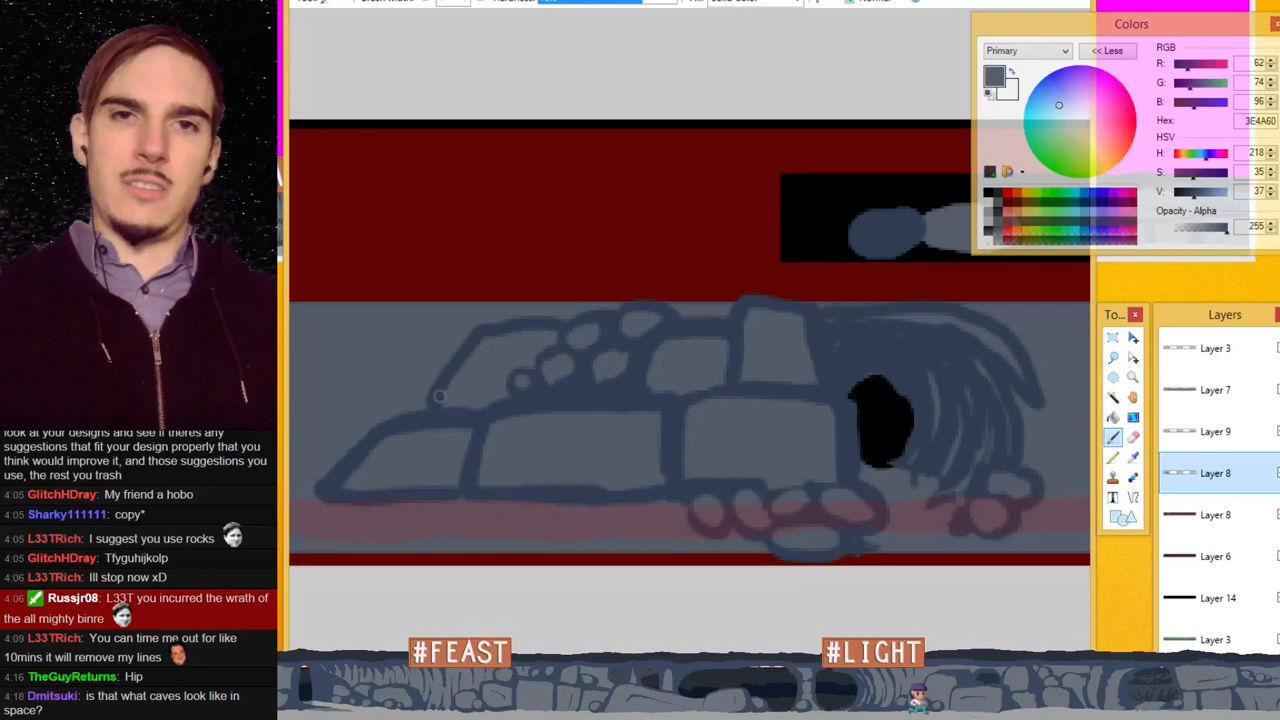 Colors
Primary
<< Less
RGB
R: 62
G: 74
B: 96
Hex: 3E4A60
HSV
H: 218
S: 35
V: 37
Opacity - Alpha
255
To...
Layers
Layer 3
Layer 7
Layer 9
Layer 8
Layer 8
Layer 6
Layer 14
Layer 3
look at your designs and see if theres any
suggestions that fit your design properly that you
think would improve it, and those suggestions you
use, the rest you trash
4:05 GlitchHDray: My friend a hobo
4:05 Sharky111111: copy*
4:05 L33TRich: I suggest you use rocks
4:06 GlitchHDray: Tfyguhijkolp
4:06 L33TRich: Ill stop now xD
4:06 Russjr08: L33T you incurred the wrath of
the all mighty binre
4:09 L33TRich: You can time me out for like
10mins it will remove my lines
4:16 TheGuyReturns: Hip
4:18 Dmitsuki: is that what caves look like in
space?
#FEAST
#LIGHT